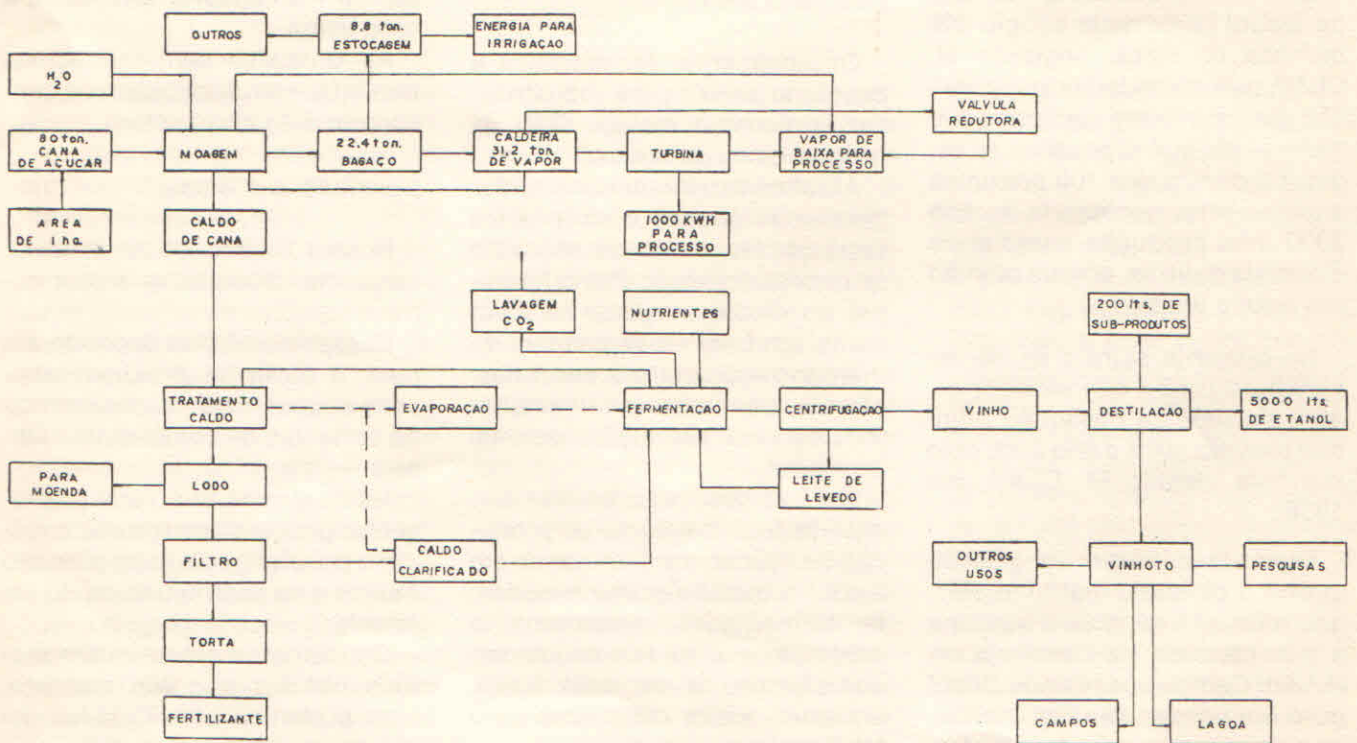 OUTROS
8,8 ton.
ESTOCAGEM
ENERGIA PARA
IRRIGAÇAO
H2O
VALVULA
REDUTORA
80 ton.
CANA
DE AÇUCAR
MOAGEM
22,4 ton.
BAGAÇO
CALDEIRA
31,2 ton.
DE VAPOR
TURBINA
VAPOR DE
BAIXA PARA
PROCESSO
AREA
DE 1 ha.
CALDO
DE CANA
1000 KWH
PARA
PROCESSO
LAVAGEM
CO2
NUTRIENTES
200 lts. DE
SUB-PRODUTOS
TRATAMENTO
CALDO
EVAPORAÇÃO
FERMENTAÇAO
CENTRIFUGAÇAO
VINHO
DESTILAÇÃO
5000 lts.
DE ETANOL
PARA
MOENDA
LODO
LEITE DE
LEVEDO
FILTRO
CALDO
CLARIFICADO
OUTROS
USOS
VINHOTO
PESQUISAS
TORTA
FERTILIZANTE
CAMPOS
LAGOA